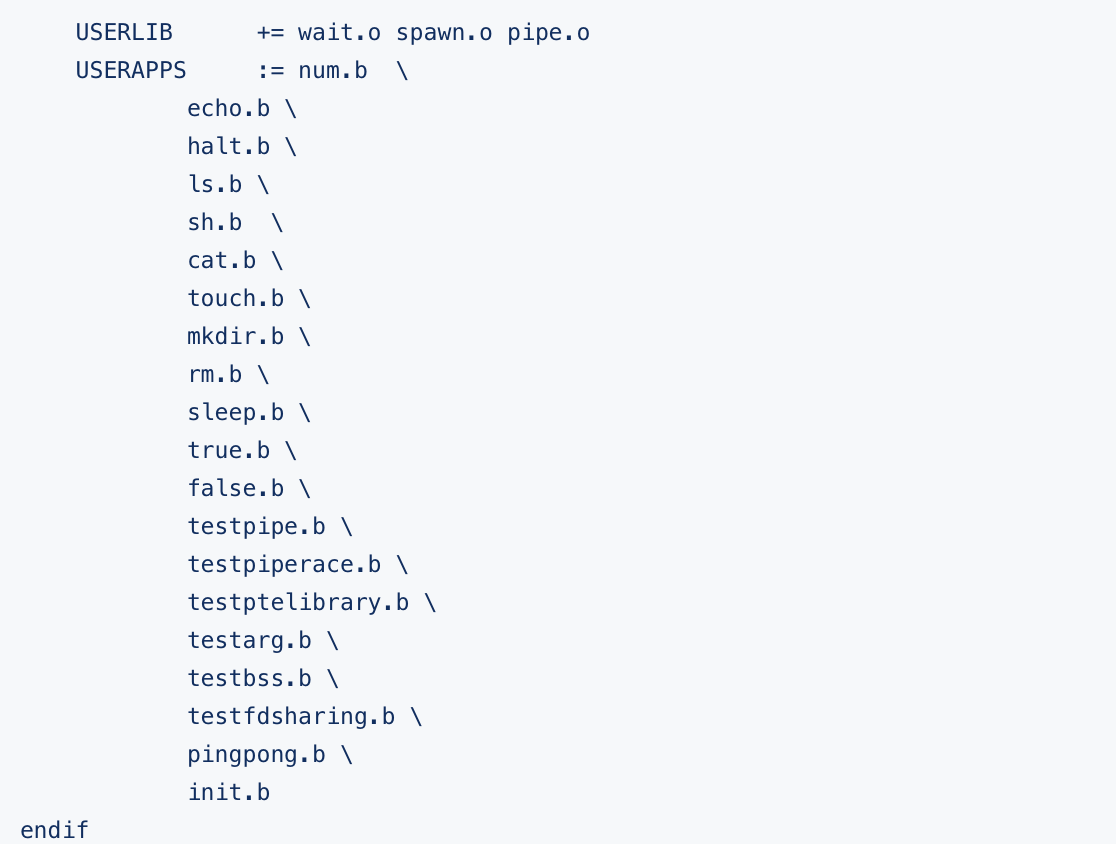 USERLIB      += wait.o spawn.o pipe.o
    USERAPPS     := num.b  \
            echo.b \
            halt.b \
            ls.b \
            sh.b  \
            cat.b \
            touch.b \
            mkdir.b \
            rm.b \
            sleep.b \
            true.b \
            false.b \
            testpipe.b \
            testpiperace.b \
            testptelibrary.b \
            testarg.b \
            testbss.b \
            testfdsharing.b \
            pingpong.b \
            init.b
endif